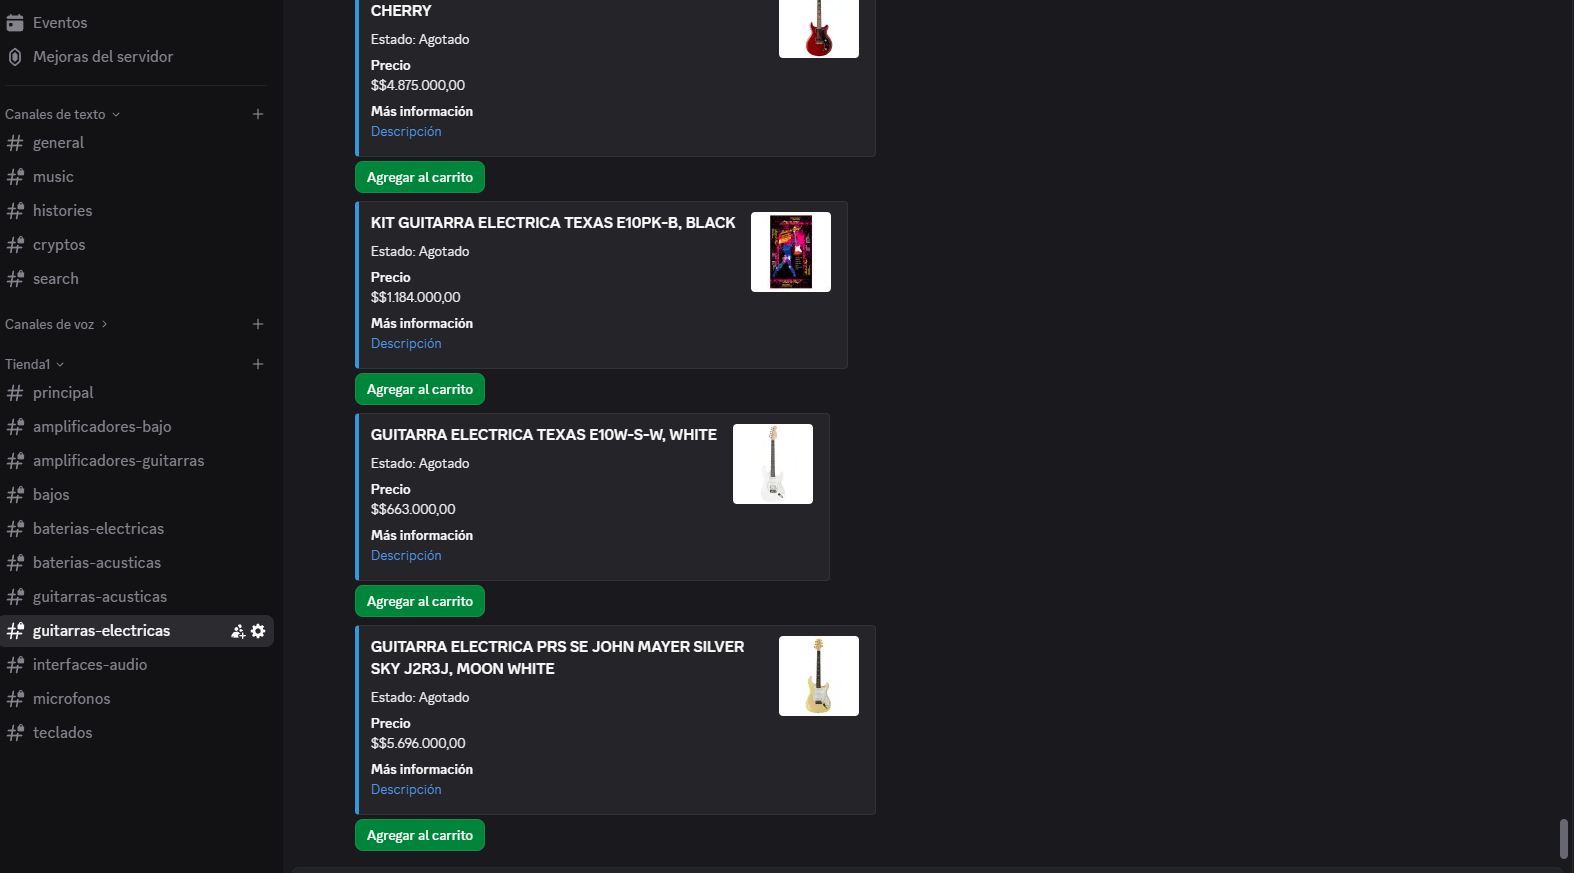 Eventos
Mejoras del servidor
Canales de texto
general
music
histories
cryptos
search
Canales de voz
Tienda1
principal
amplificadores-bajo
amplificadores-guitarras
bajos
baterias-electricas
baterias-acusticas
guitarras-acusticas
guitarras-electricas
interfaces-audio
microfonos
teclados
CHERRY
Estado: Agotado
Precio
$$4.875.000,00
Más información
Descripción
Agregar al carrito
KIT GUITARRA ELECTRICA TEXAS E10PK-B, BLACK
Estado: Agotado
Precio
$$1.184.000,00
Más información
Descripción
Agregar al carrito
GUITARRA ELECTRICA TEXAS E10W-S-W, WHITE
Estado: Agotado
Precio
$$663.000,00
Más información
Descripción
Agregar al carrito
GUITARRA ELECTRICA PRS SE JOHN MAYER SILVER
SKY J2R3J, MOON WHITE
Estado: Agotado
Precio
$$5.696.000,00
Más información
Descripción
Agregar al carrito